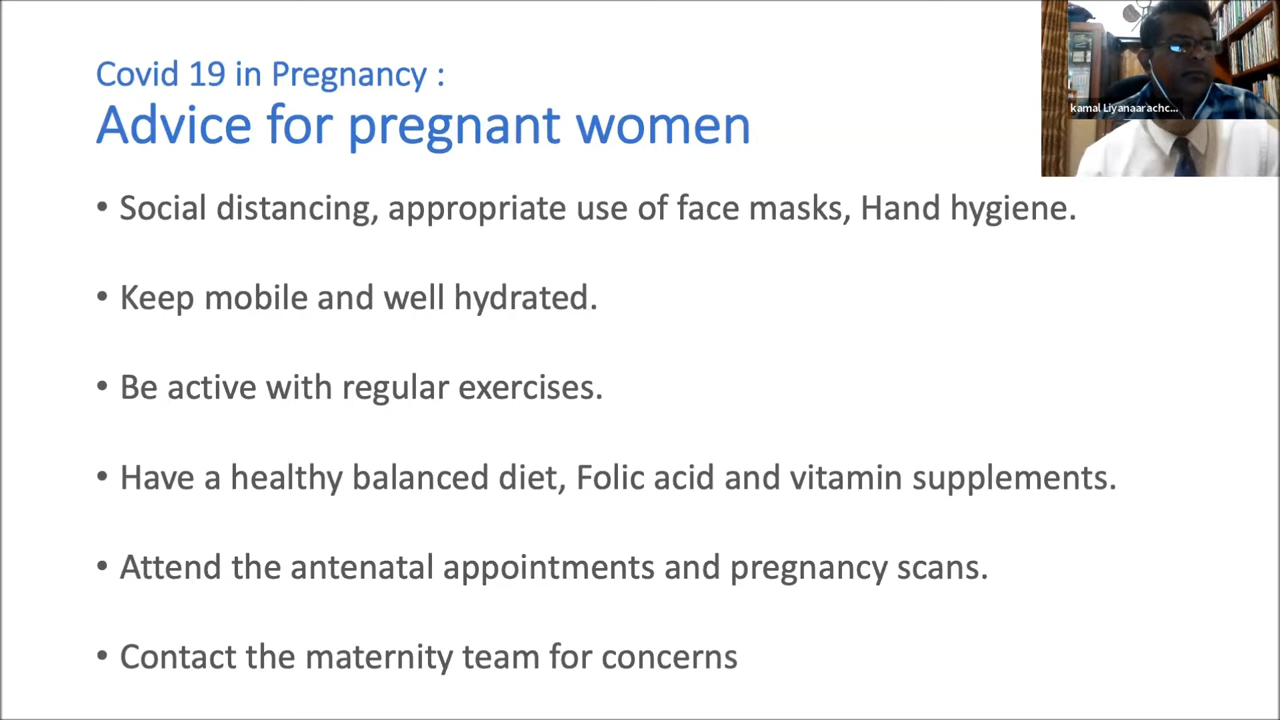 Covid 19 in Pregnancy :
Advice for pregnant women
kamal Liyanaarachc...
• Social distancing, appropriate use of face masks, Hand hygiene.
• Keep mobile and well hydrated.
• Be active with regular exercises.
• Have a healthy balanced diet, Folic acid and vitamin supplements.
• Attend the antenatal appointments and pregnancy scans.
• Contact the maternity team for concerns